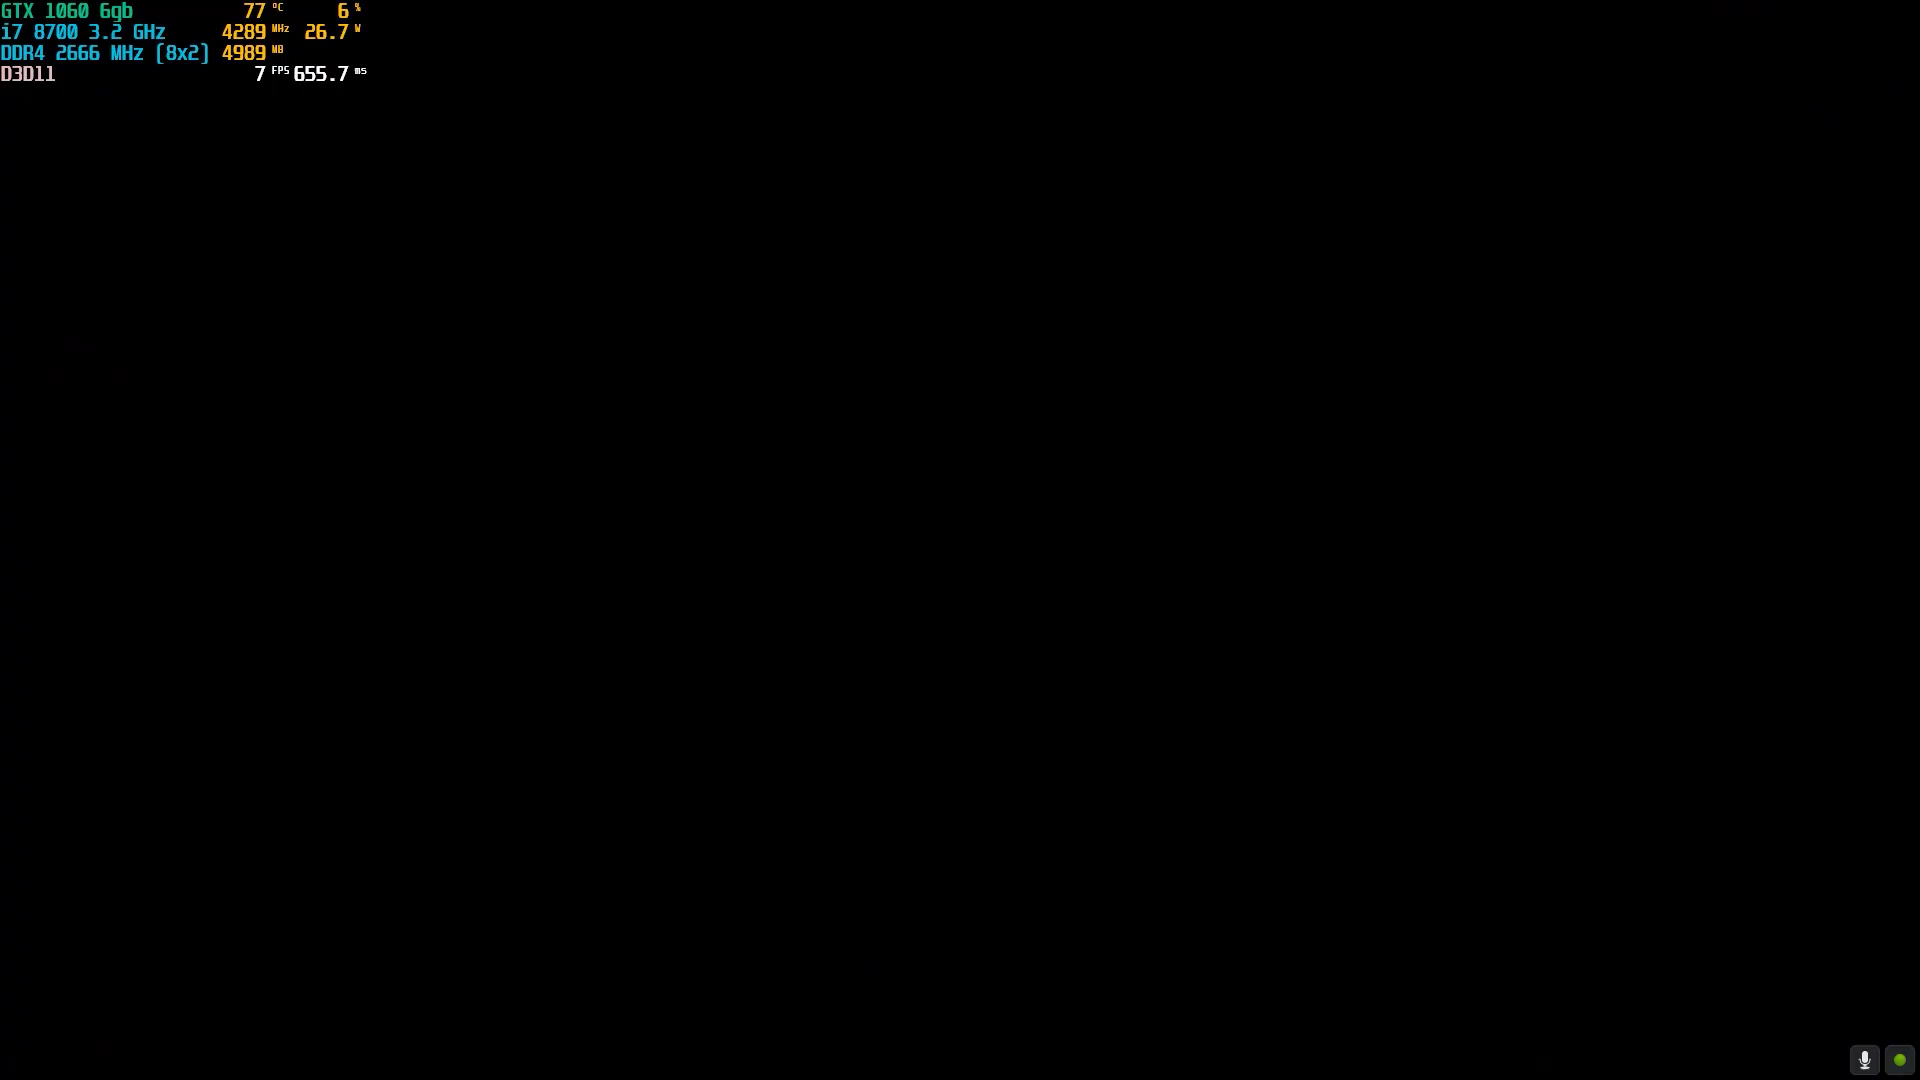 GTX 1060 6gb 77 °C 6 %
i7 8700 3.2 GHz 4289 MHz 26.7 W
DDR4 2666 MHz [8x2] 4989 MB
D3D11 7 FPS 655.7 ms